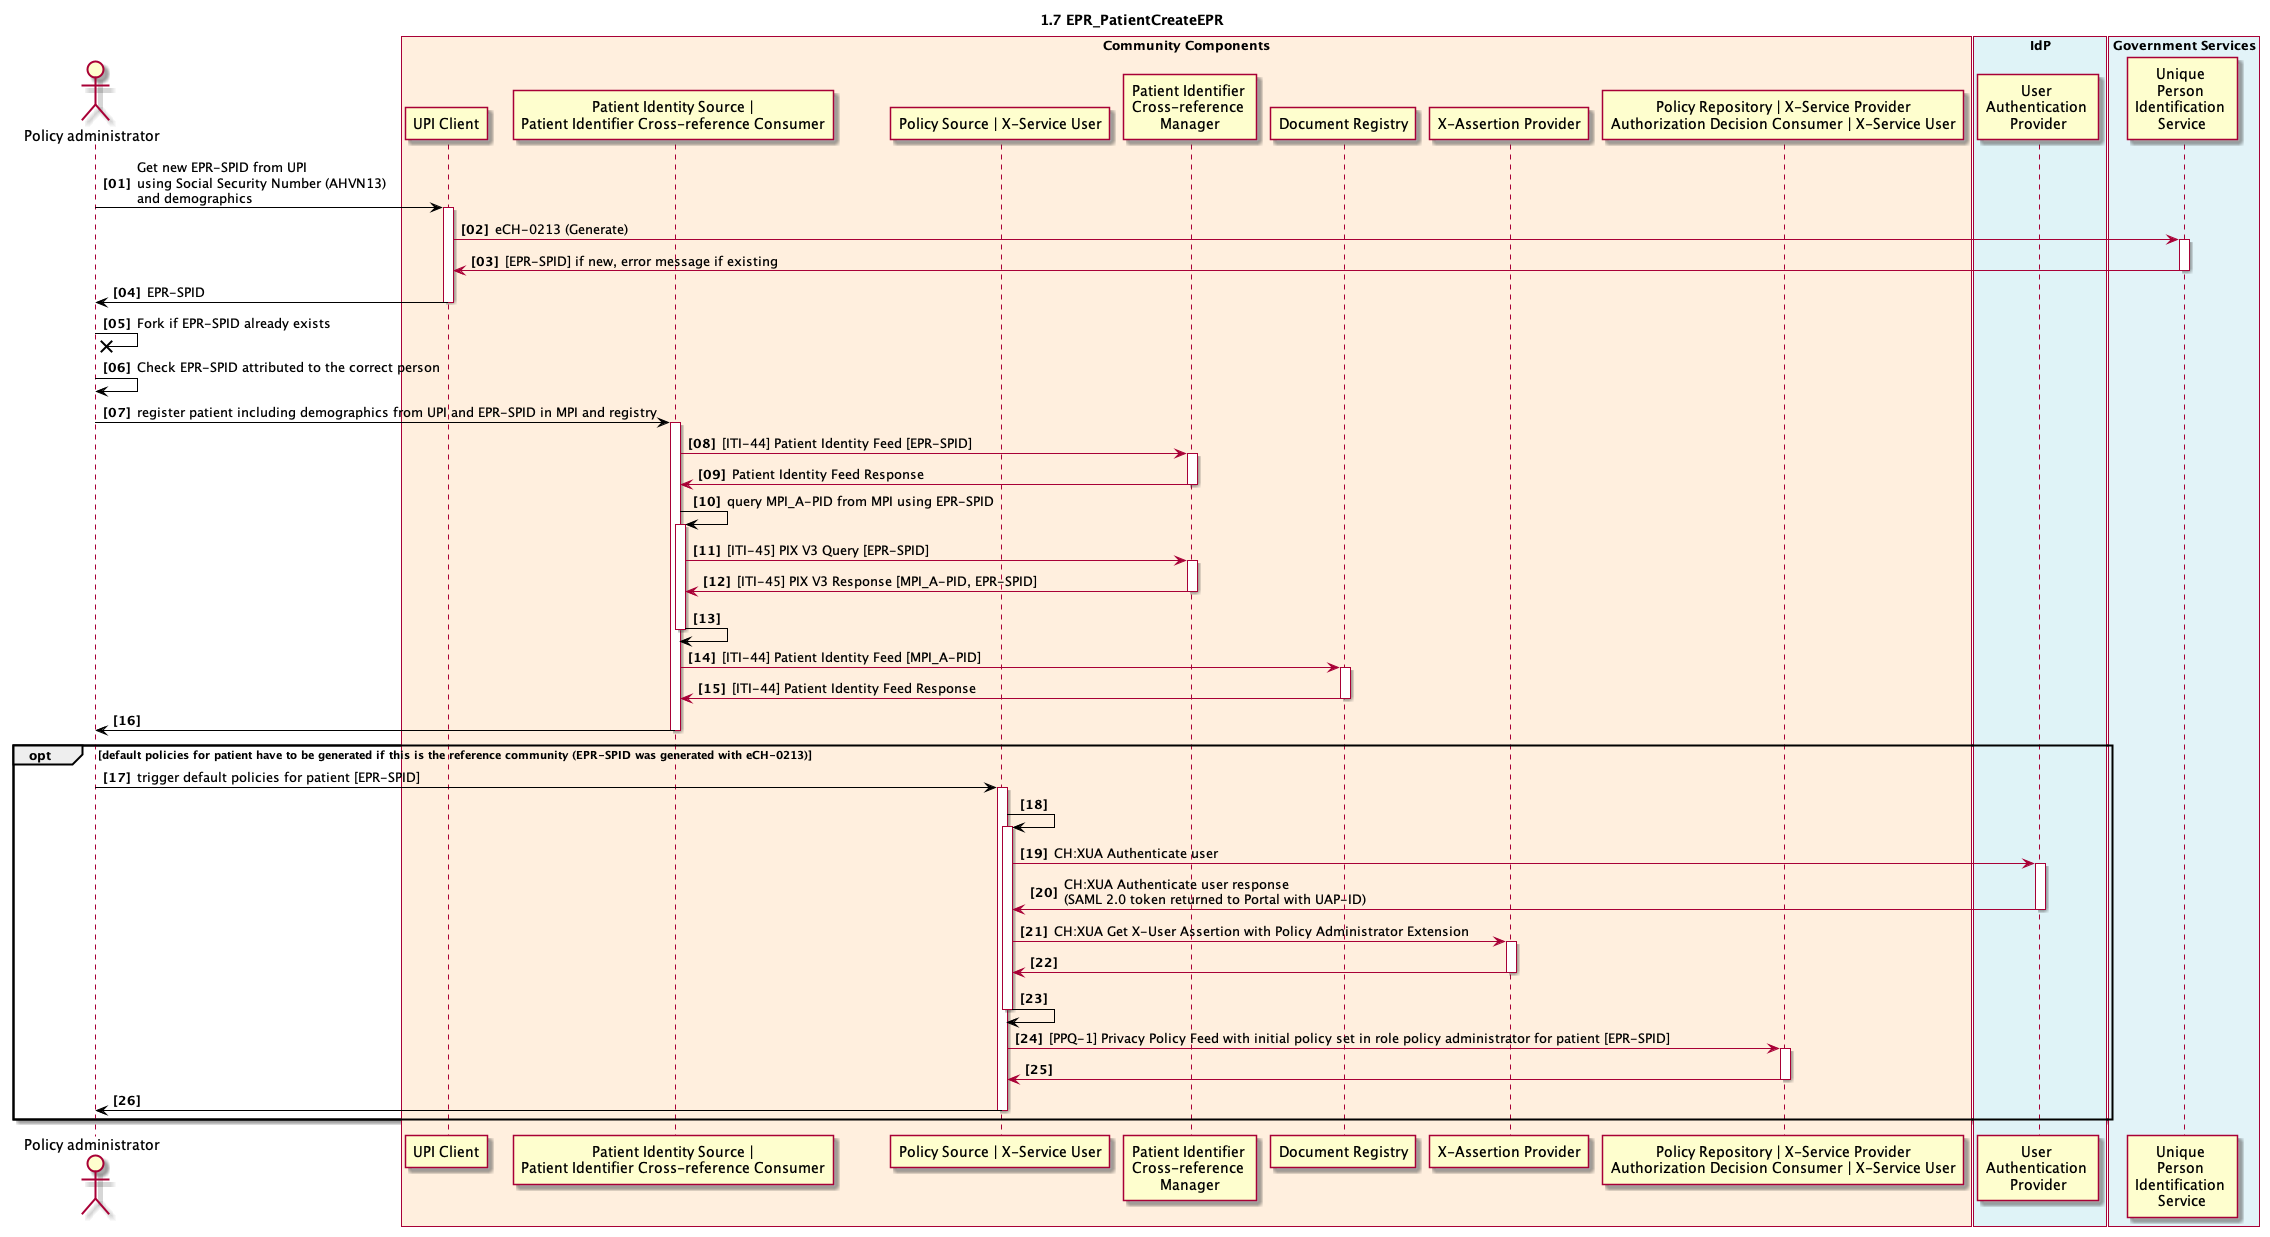 1.7 EPR_PatientCreateEPR
Community Components
IdP
Government Services
Policy administrator
UPI Client
Patient Identity Source |
Patient Identifier Cross-reference Consumer
Policy Source | X-Service User
Patient Identifier
Cross-reference
Manager
Document Registry
X-Assertion Provider
Policy Repository | X-Service Provider
Authorization Decision Consumer | X-Service User
User
Authentication
Provider
Unique
Person
Identification
Service
Get new EPR-SPID from UPI
[01] using Social Security Number (AHVN13)
and demographics
[02] eCH-0213 (Generate)
[03] [EPR-SPID] if new, error message if existing
[04] EPR-SPID
[05] Fork if EPR-SPID already exists
[06] Check EPR-SPID attributed to the correct person
[07] register patient including demographics from UPI and EPR-SPID in MPI and registry
[08] [ITI-44] Patient Identity Feed [EPR-SPID]
[09] Patient Identity Feed Response
[10] query MPI_A-PID from MPI using EPR-SPID
[11] [ITI-45] PIX V3 Query [EPR-SPID]
[12] [ITI-45] PIX V3 Response [MPI_A-PID, EPR-SPID]
[13]
[14] [ITI-44] Patient Identity Feed [MPI_A-PID]
[15] [ITI-44] Patient Identity Feed Response
[16]
opt [default policies for patient have to be generated if this is the reference community (EPR-SPID was generated with eCH-0213)]
[17] trigger default policies for patient [EPR-SPID]
[18]
[19] CH:XUA Authenticate user
CH:XUA Authenticate user response
[20] (SAML 2.0 token returned to Portal with UAP-ID)
[21] CH:XUA Get X-User Assertion with Policy Administrator Extension
[22]
[23]
[24] [PPQ-1] Privacy Policy Feed with initial policy set in role policy administrator for patient [EPR-SPID]
[25]
[26]
Policy administrator
UPI Client
Patient Identity Source |
Patient Identifier Cross-reference Consumer
Policy Source | X-Service User
Patient Identifier
Cross-reference
Manager
Document Registry
X-Assertion Provider
Policy Repository | X-Service Provider
Authorization Decision Consumer | X-Service User
User
Authentication
Provider
Unique
Person
Identification
Service